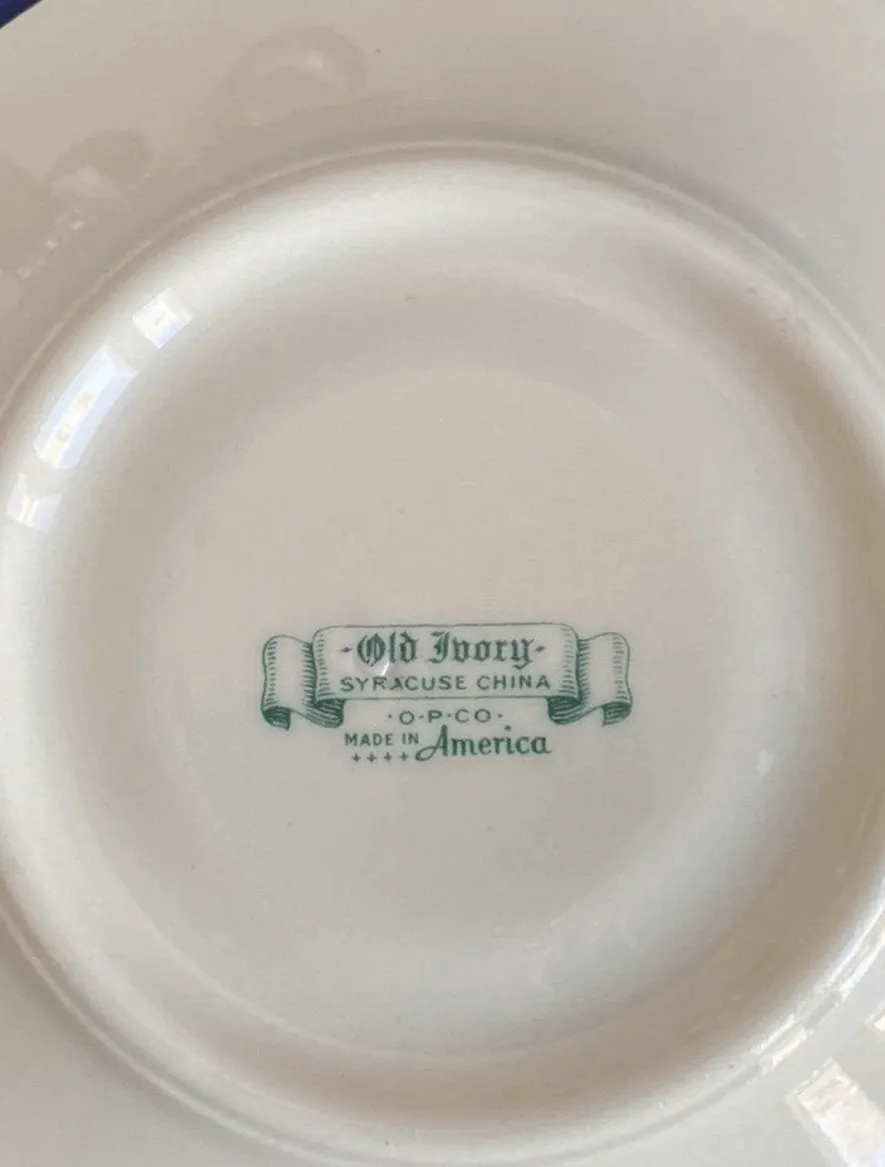 ·Old Ivory·
SYRACUSE CHINA
·O·P·CO·
MADE IN America
++++